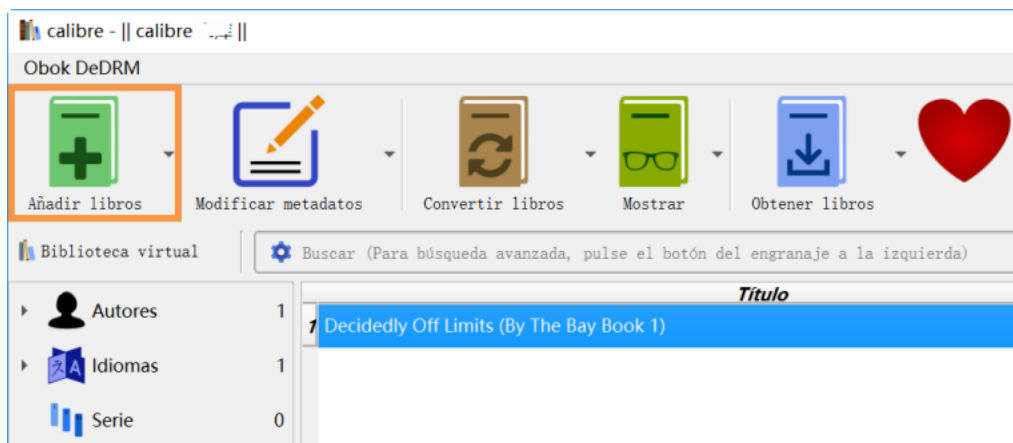 calibre - || calibre ||
Obok DeDRM
Añadir libros
Modificar metadatos
Convertir libros
Mostrar
Obtener libros
Biblioteca virtual
Buscar (Para búsqueda avanzada, pulse el botón del engranaje a la izquierda)
Autores 1
Título
1 Decidedly Off Limits (By The Bay Book 1)
Idiomas 1
Serie 0